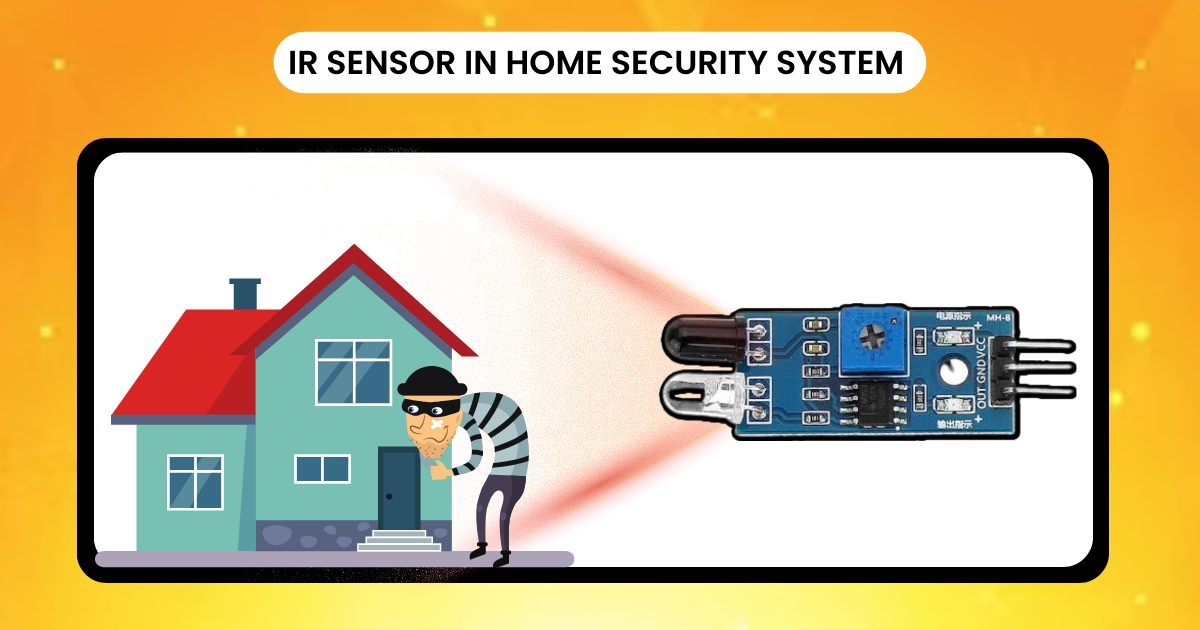 IR SENSOR IN HOME SECURITY SYSTEM
电源指示
MH-B
OUT GND VCC
输出指示